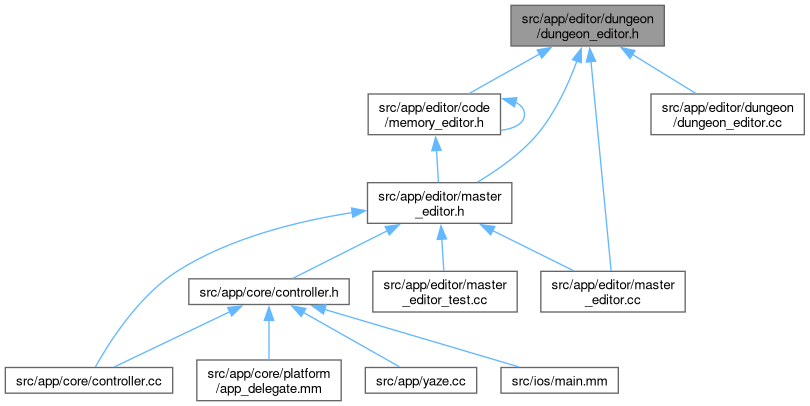 src/app/editor/dungeon
/dungeon_editor.h
src/app/editor/code
/memory_editor.h
src/app/editor/dungeon
/dungeon_editor.cc
src/app/editor/master
_editor.h
src/app/core/controller.h
src/app/editor/master
_editor_test.cc
src/app/editor/master
_editor.cc
src/app/core/controller.cc
src/app/core/platform
/app_delegate.mm
src/app/yaze.cc
src/ios/main.mm